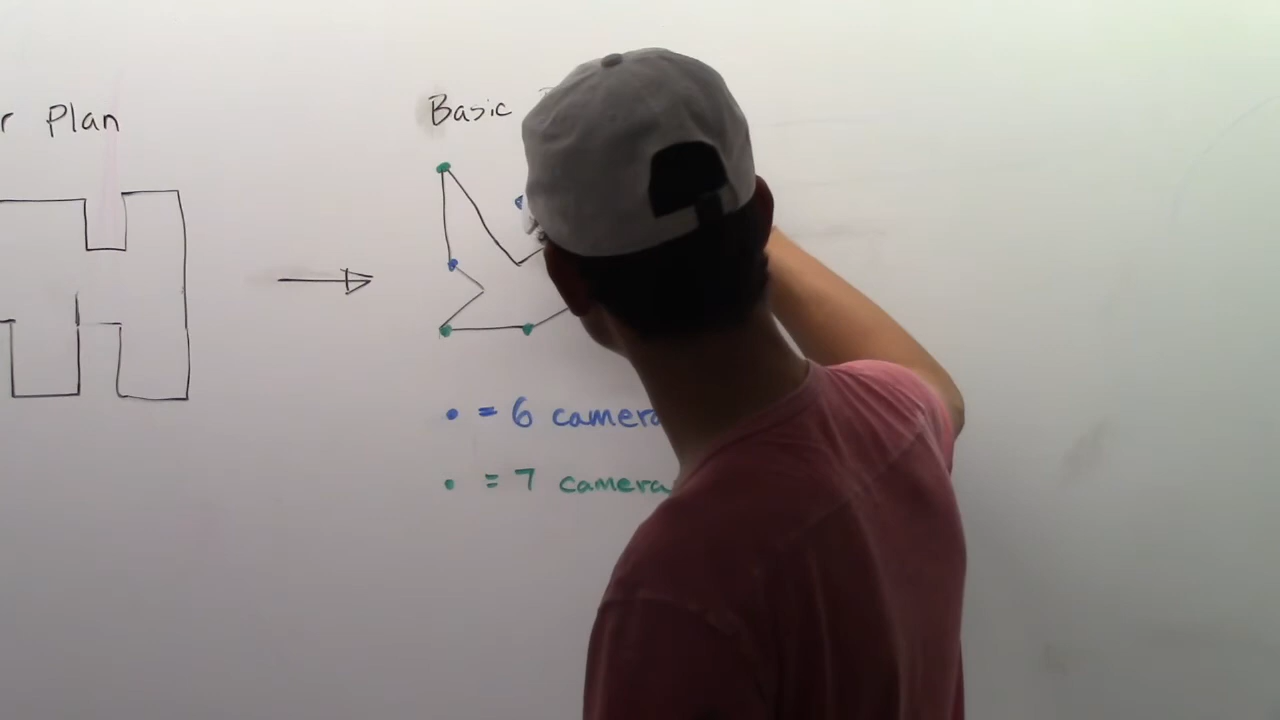 r Plan
Basic
• = 6 camera
• = 7 camera